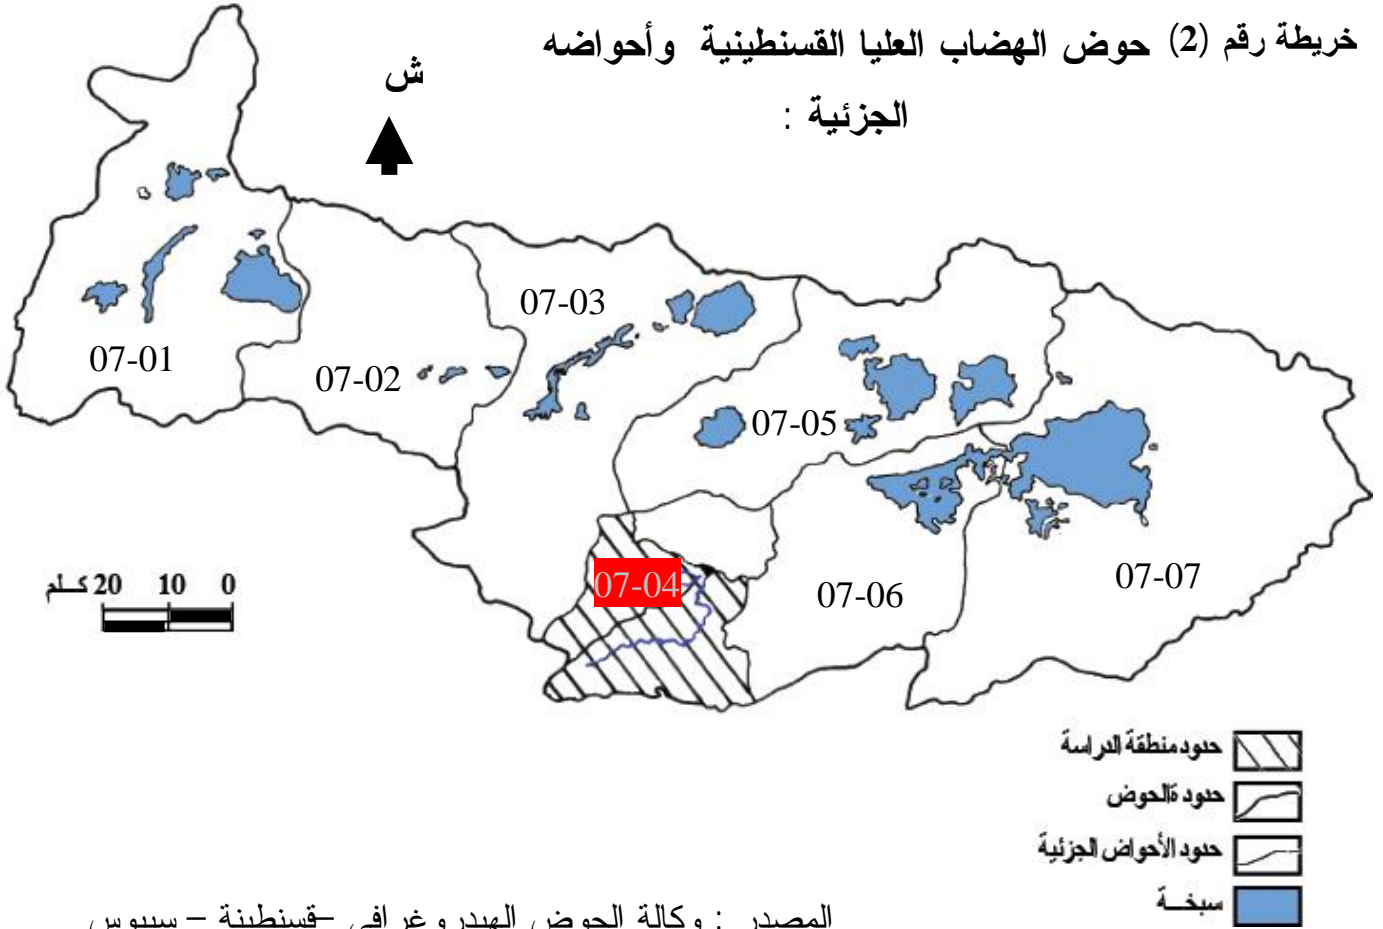 خريطة رقم (2) حوض الهضاب العليا القسنطينية وأحواضه
الجزئية :
ش
07-03
07-01
07-02
07-05
07-04
07-06
07-07
20 10 0 كلم
حدود منطقة الدراسة
حدود ةالحوض
حدود الأحواض الجزئية
سبخة
المصدر : وكالة الحوض الهيدروغرافي –قسنطينة – سيبوس